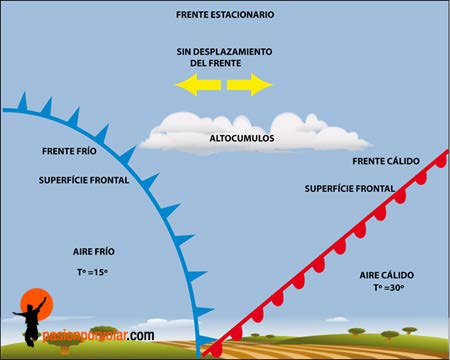 FRENTE ESTACIONARIO
SIN DESPLAZAMIENTO
DEL FRENTE
ALTOCUMULOS
FRENTE FRÍO
FRENTE CÁLIDO
SUPERFÍCIE FRONTAL
SUPERFÍCIE FRONTAL
AIRE FRÍO
Tº =15º
AIRE CÁLIDO
Tº =30º
pasionporvolar.com